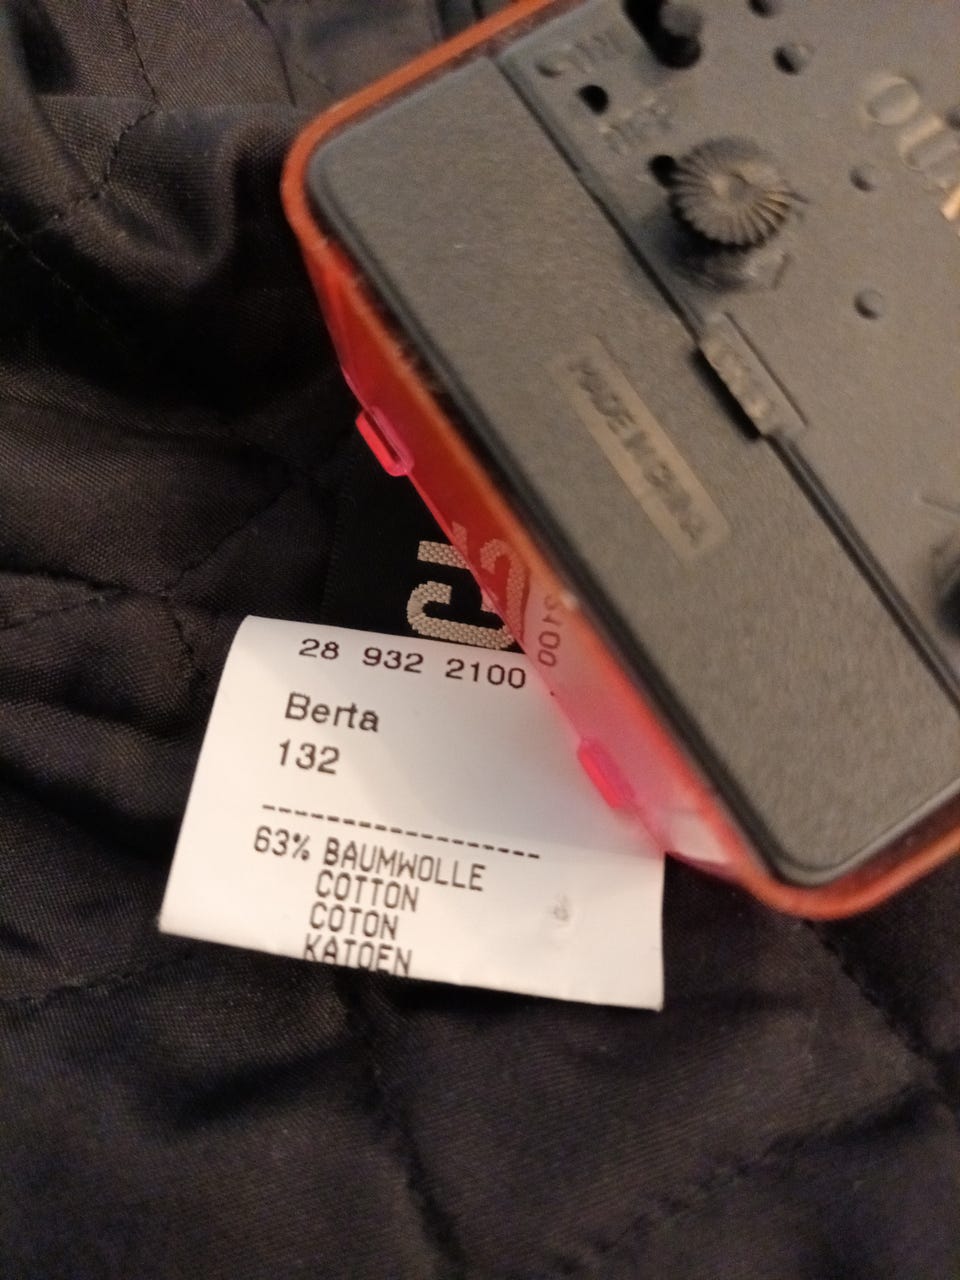 MADE IN CHINA
28 932 2100
Berta
132
63% BAUMWOLLE
COTTON
COTON
KATOEN